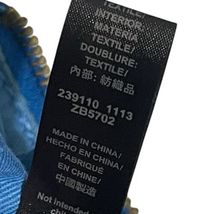 TEXTILE/
INTERIOR:
MATERIA
TEXTILE/
DOUBLURE:
TEXTILE/
內部: 紡織品
239110 1113
ZB5702
MADE IN CHINA/
HECHO EN CHINA/
FABRIQUÉ
EN CHINE/
中國製造
Not Intended